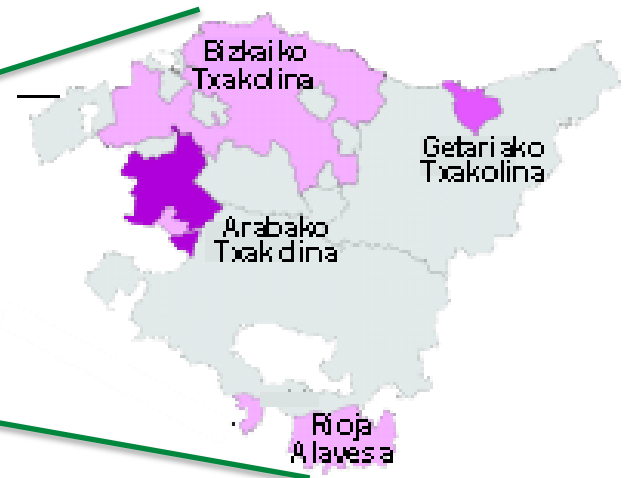 Bizkaiko
Txakolina
Getariako
Txakolina
Arabako
Txakolina
Rioja
Alavesa